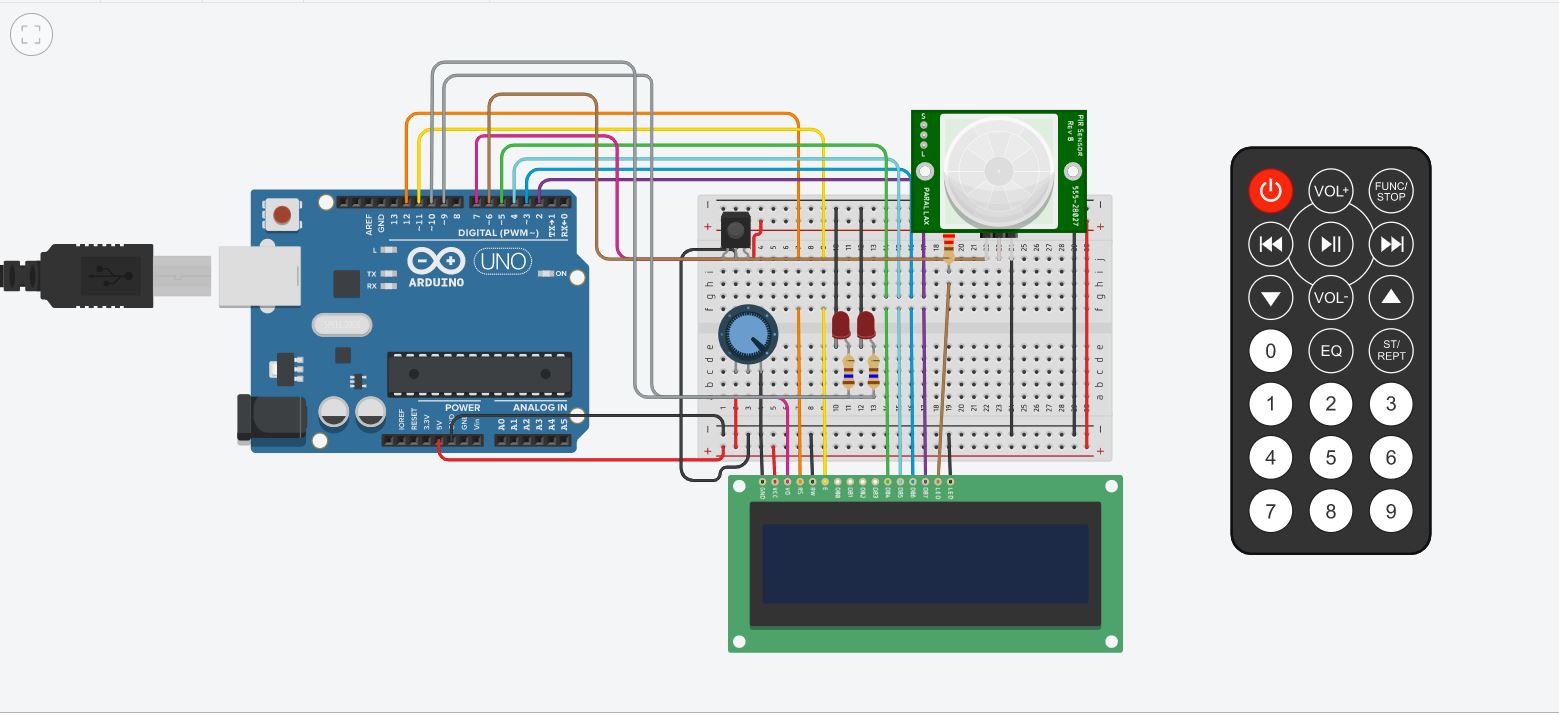 S
L
PIR SENSOR
REV B
PARALLAX
555-28027
AREF
GND
13
12
~11
~10
~9
8
7
~6
~5
4
~3
2
TX→1
RX←0
DIGITAL (PWM~)
L
TX
RX
ARDUINO
UNO
ON
POWER
ANALOG IN
IOREF
RESET
3.3V
5V
GND
Vin
A0
A1
A2
A3
A4
A5
GND
VCC
V0
RS
RW
E
DB0
DB1
DB2
DB3
DB4
DB5
DB6
DB7
LED
LED
VOL+
FUNC/
STOP
VOL-
0
EQ
ST/
REPT
1
2
3
4
5
6
7
8
9